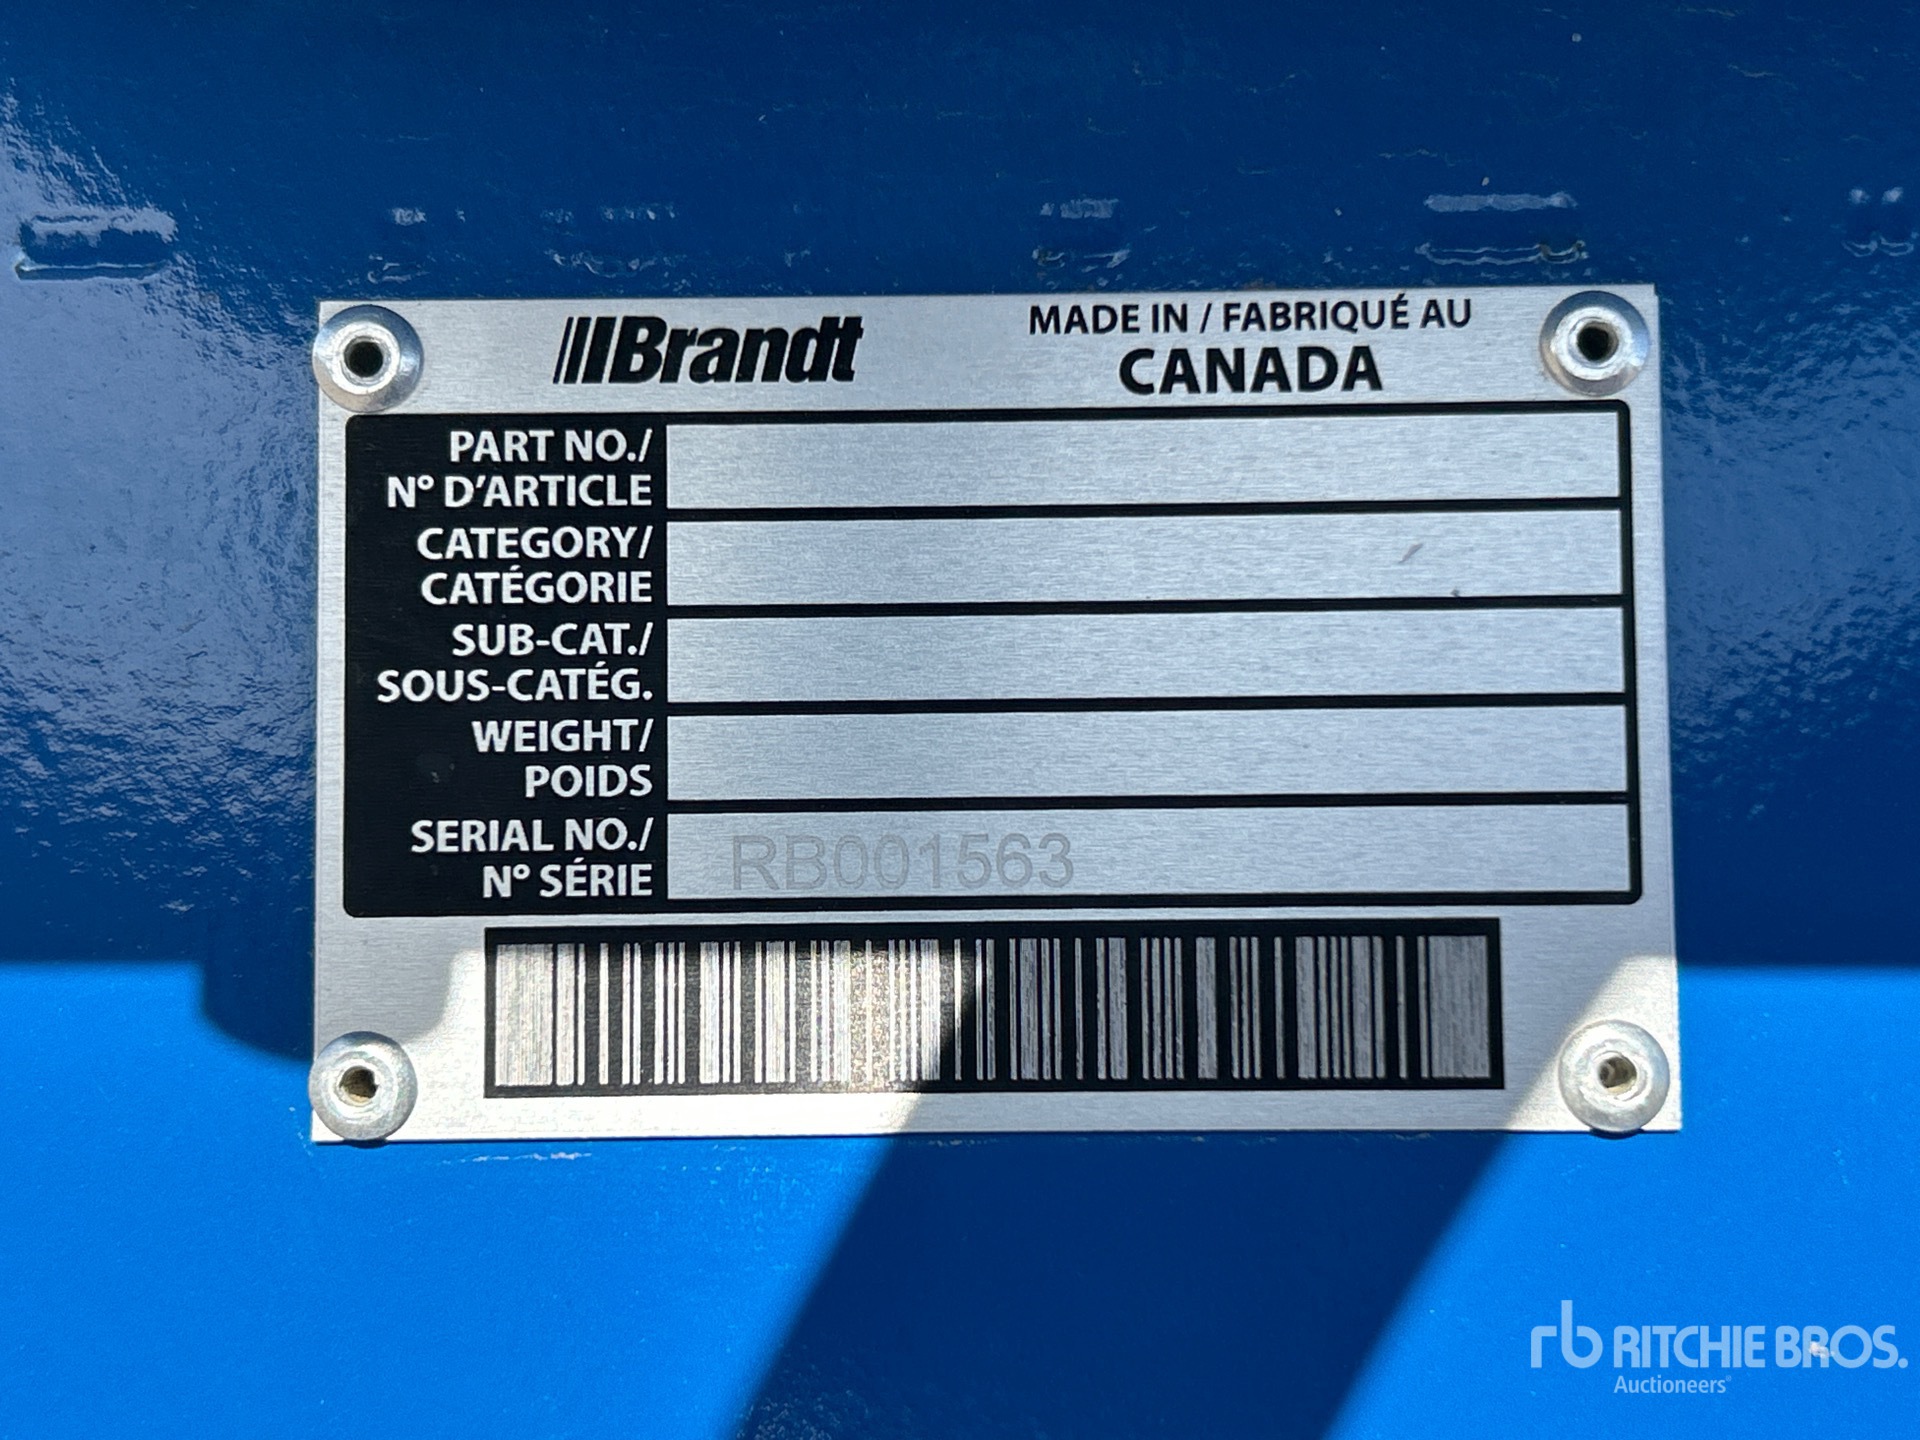 Brandt
MADE IN / FABRIQUÉ AU
CANADA
PART NO./
N° D'ARTICLE
CATEGORY/
CATÉGORIE
SUB-CAT./
SOUS-CATÉG.
WEIGHT/
POIDS
SERIAL NO./
N° SÉRIE
RB001563
rb RITCHIE BROS.
Auctioneers